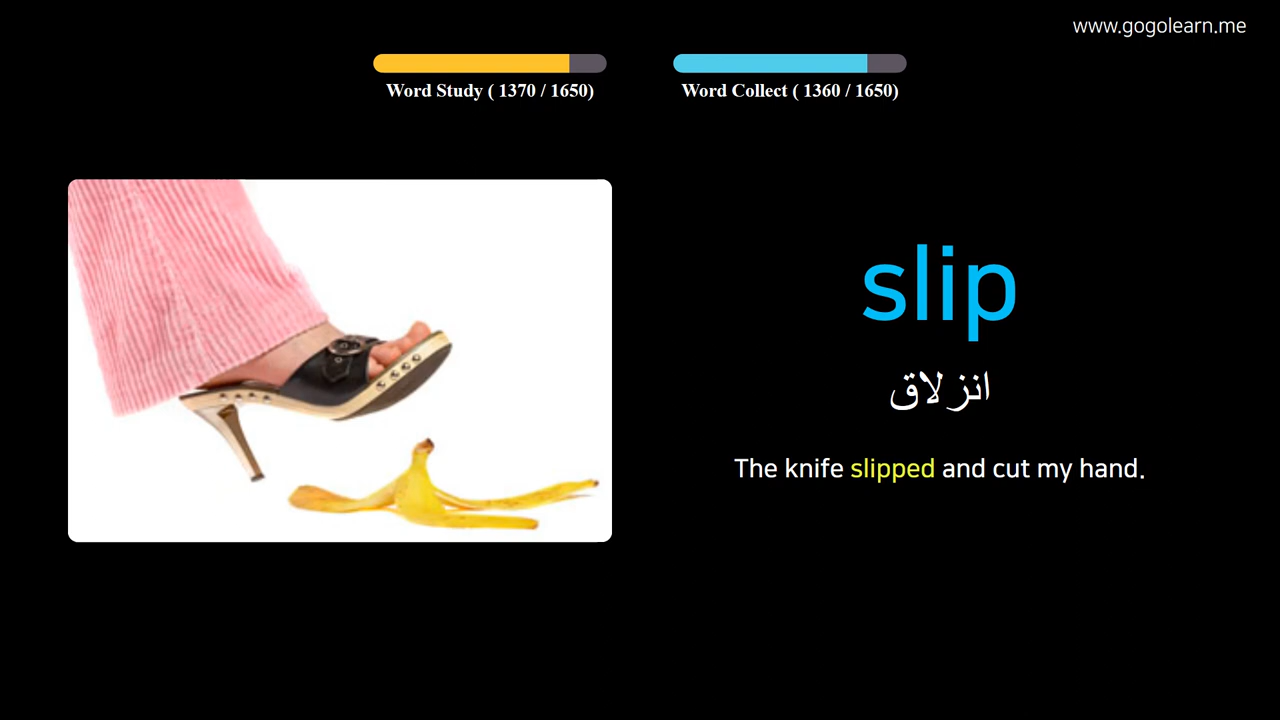 www.gogolearn.me
Word Study ( 1370 / 1650)
Word Collect ( 1360 / 1650)
slip
انزلاق
The knife slipped and cut my hand.